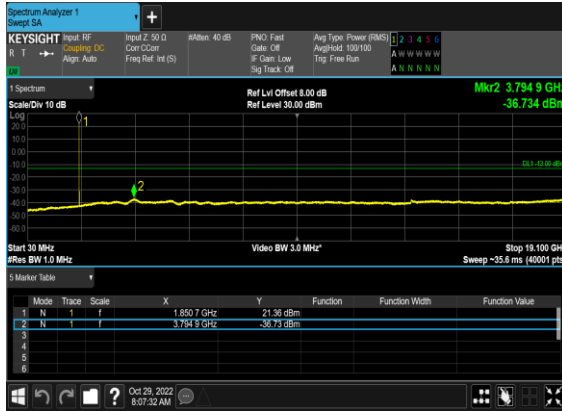 Spectrum Analyzer 1
Swept SA
+
KEYSIGHT Input: RF Input Z: 50 Ω #Atten: 40 dB PNO: Fast Avg Type: Power (RMS) 1 2 3 4 5 6
R T Coupling: DC Corr CCorr Gate: Off Avg|Hold: 100/100 A W W W W W
Align: Auto Freq Ref: Int (S) IF Gain: Low Trig: Free Run
LV Sig Track: Off A N N N N N
1 Spectrum Ref Lvl Offset 8.00 dB Mkr2 3.794 9 GHz
Scale/Div 10 dB Ref Level 30.00 dBm -36.734 dBm
Log
1
20.0
10.0
0.00
-10.0 DL1 -13.00 dBm
-20.0
2
-30.0
-40.0
-50.0
-60.0
Start 30 MHz Video BW 3.0 MHz* Stop 19.100 GHz
#Res BW 1.0 MHz Sweep ~35.6 ms (40001 pts)
5 Marker Table
Mode Trace Scale X Y Function Function Width Function Value
1 N 1 f 1.850 7 GHz 21.36 dBm
2 N 1 f 3.794 9 GHz -36.73 dBm
3
4
5
6
? Oct 29, 2022
8:07:32 AM